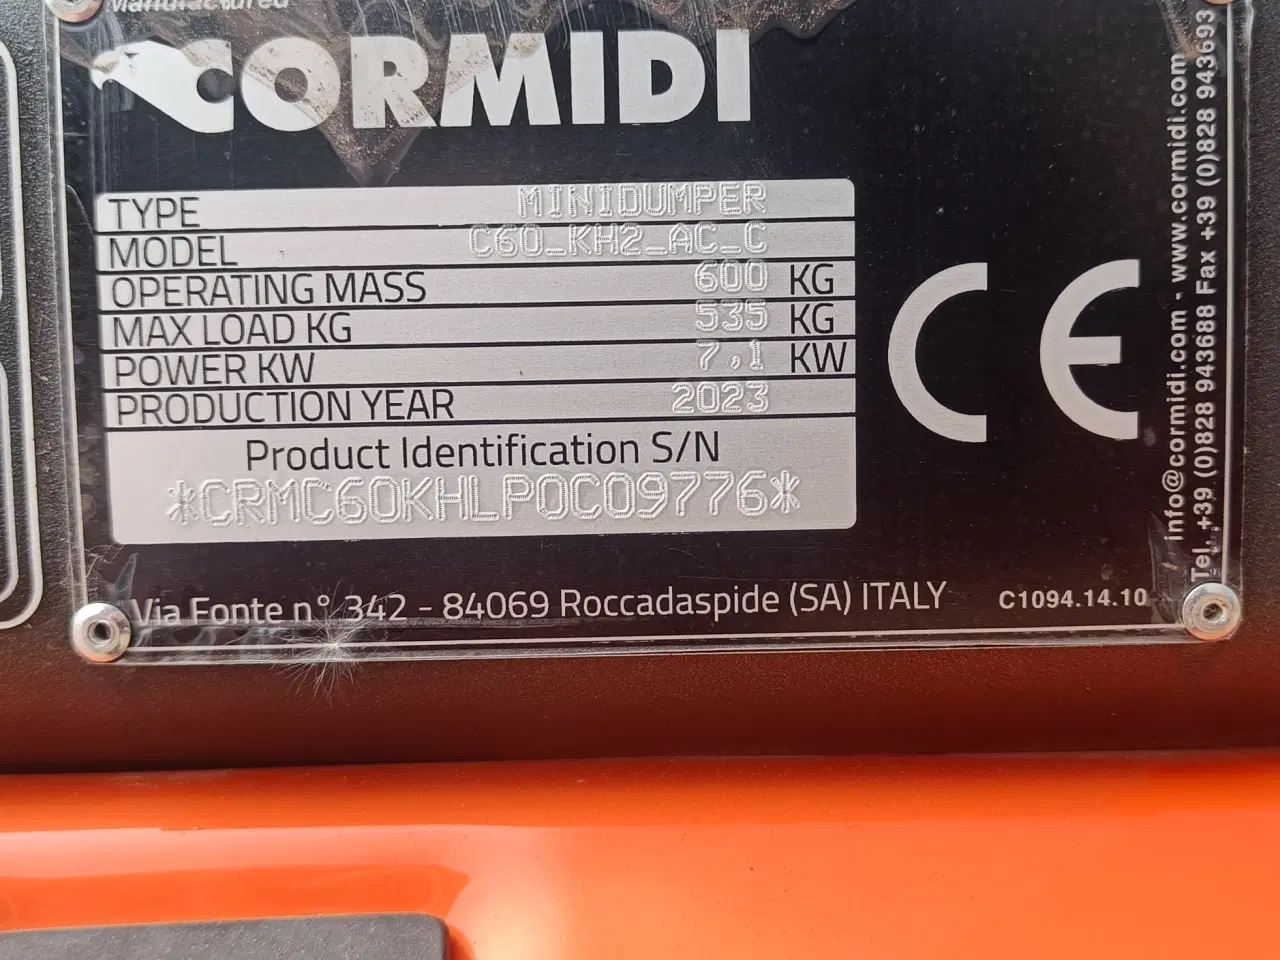 Manufactured
CORMIDI
TYPE MINIDUMPER
MODEL C60_KH2_AC_C
OPERATING MASS 600 KG
MAX LOAD KG 535 KG
POWER KW 7.1 KW
PRODUCTION YEAR 2023
Product Identification S/N
*CRMC60KHLP0C09776*
Via Fonte n° 342 - 84069 Roccadaspide (SA) ITALY
C1094.14.10
CE
info@cormidi.com - www.cormidi.com
Tel. +39 (0)828 943688 Fax +39 (0)828 943693